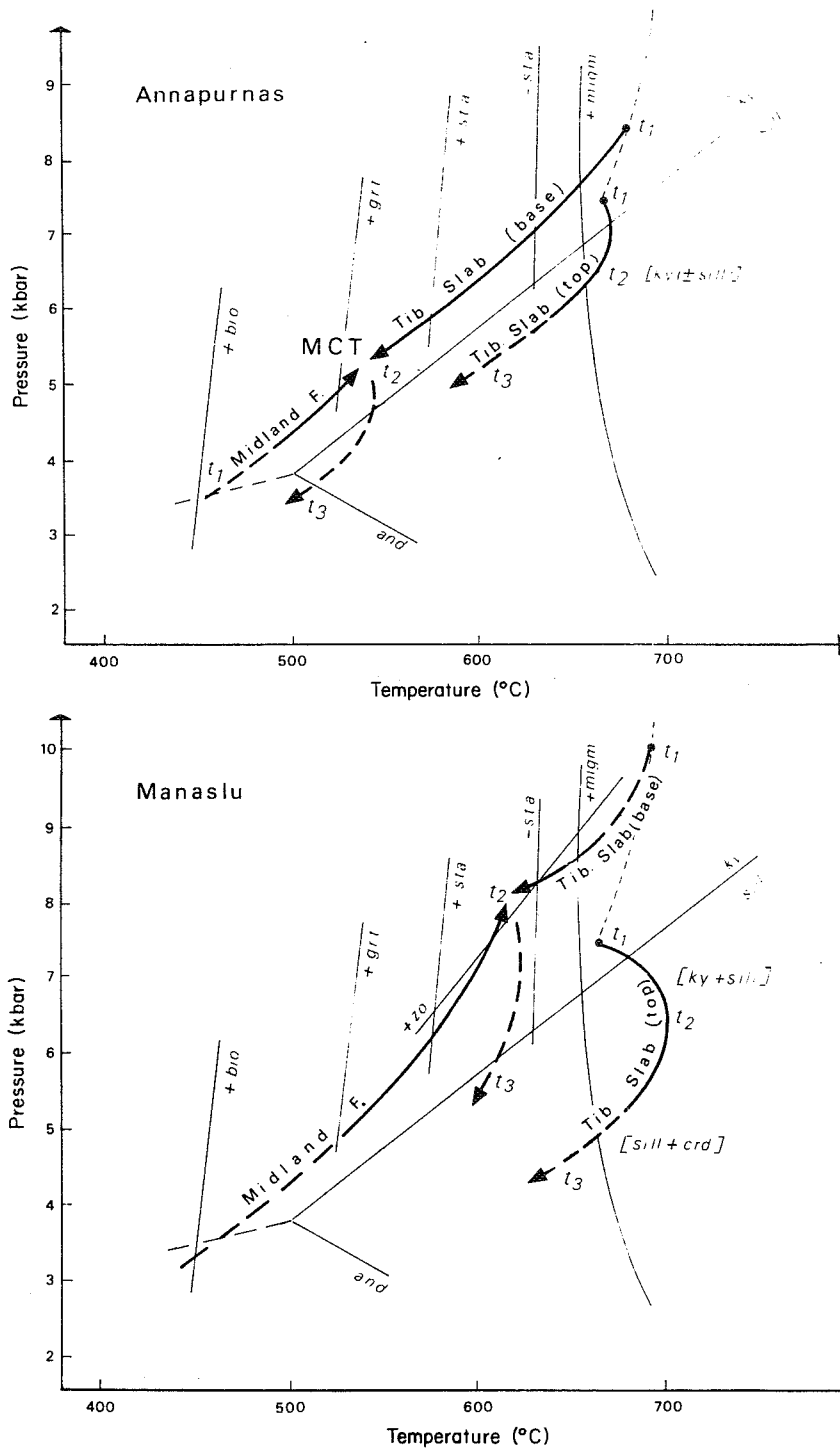 Annapurnas
Pressure (kbar)
9
8
7
6
5
4
3
2
400
500
600
700
Temperature (°C)
+ bio
+ grt
+ sta
-sta
+migm
t1
t1
Tib Slab (base)
Tib. Slab (top)
t2
t3
MCT
t2
Midland F.
t1
t3
and
Manaslu
Pressure (kbar)
10
9
8
7
6
5
4
3
2
400
500
600
700
Temperature (°C)
+ bio
+ grt
+ sta
-sta
+migm
+zo
t1
Tib. Slab (base)
t2
ky
t1
[ky + sill]
Tib Slab (top)
t2
[sill + crd]
t3
t3
Midland F.
and